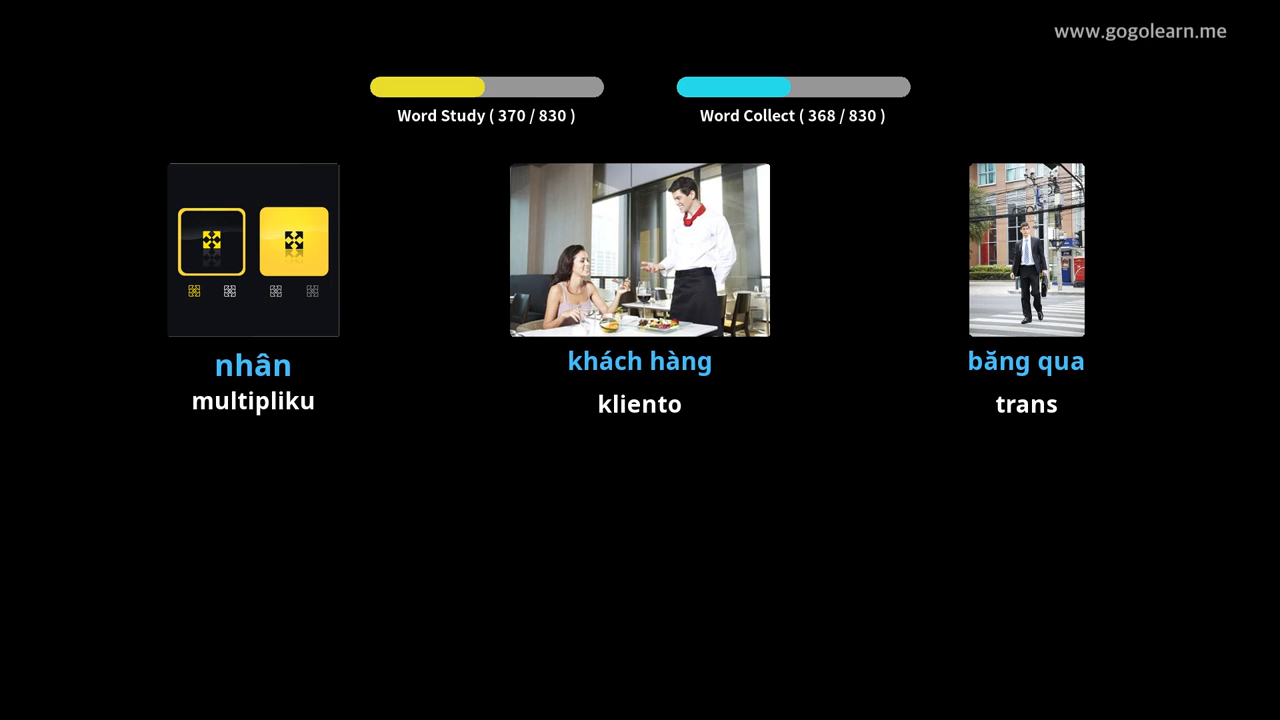 www.gogolearn.me
Word Study ( 370 / 830 )
Word Collect ( 368 / 830 )
nhân
multipliku
khách hàng
kliento
băng qua
trans